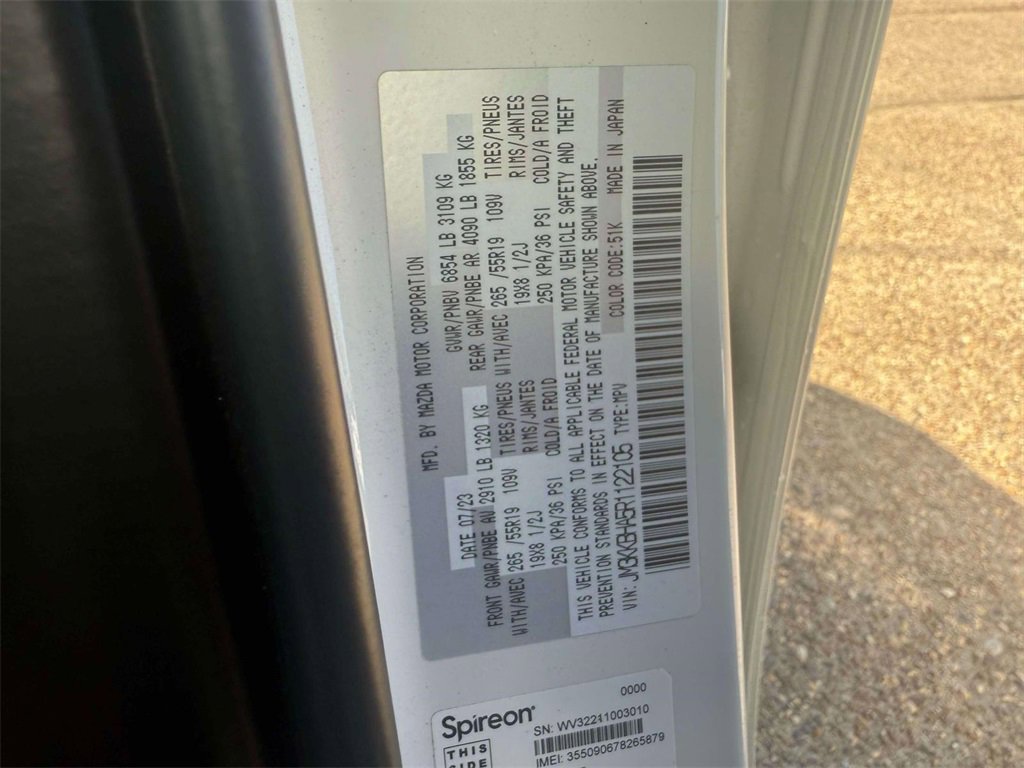 MFD. BY MAZDA MOTOR CORPORATION
DATE 07/23 GVWR/PNBV 6854 LB 3109 KG
FRONT GAWR/PNBE AV 2910 LB 1320 KG REAR GAWR/PNBE AR 4090 LB 1855 KG
WITH/AVEC 265 /55R19 109V TIRES/PNEUS WITH/AVEC 265 /55R19 109V TIRES/PNEUS
19X8 1/2J RIMS/JANTES 19X8 1/2J RIMS/JANTES
250 KPA/36 PSI COLD/A FROID 250 KPA/36 PSI COLD/A FROID
THIS VEHICLE CONFORMS TO ALL APPLICABLE FEDERAL MOTOR VEHICLE SAFETY AND THEFT
PREVENTION STANDARDS IN EFFECT ON THE DATE OF MANUFACTURE SHOWN ABOVE.
VIN: JM3KKBHA5R1122105 TYPE:MPV COLOR CODE:51K MADE IN JAPAN
0000
Spireon
SN: WV32211003010
IMEI: 355090678265879
THIS
SIDE